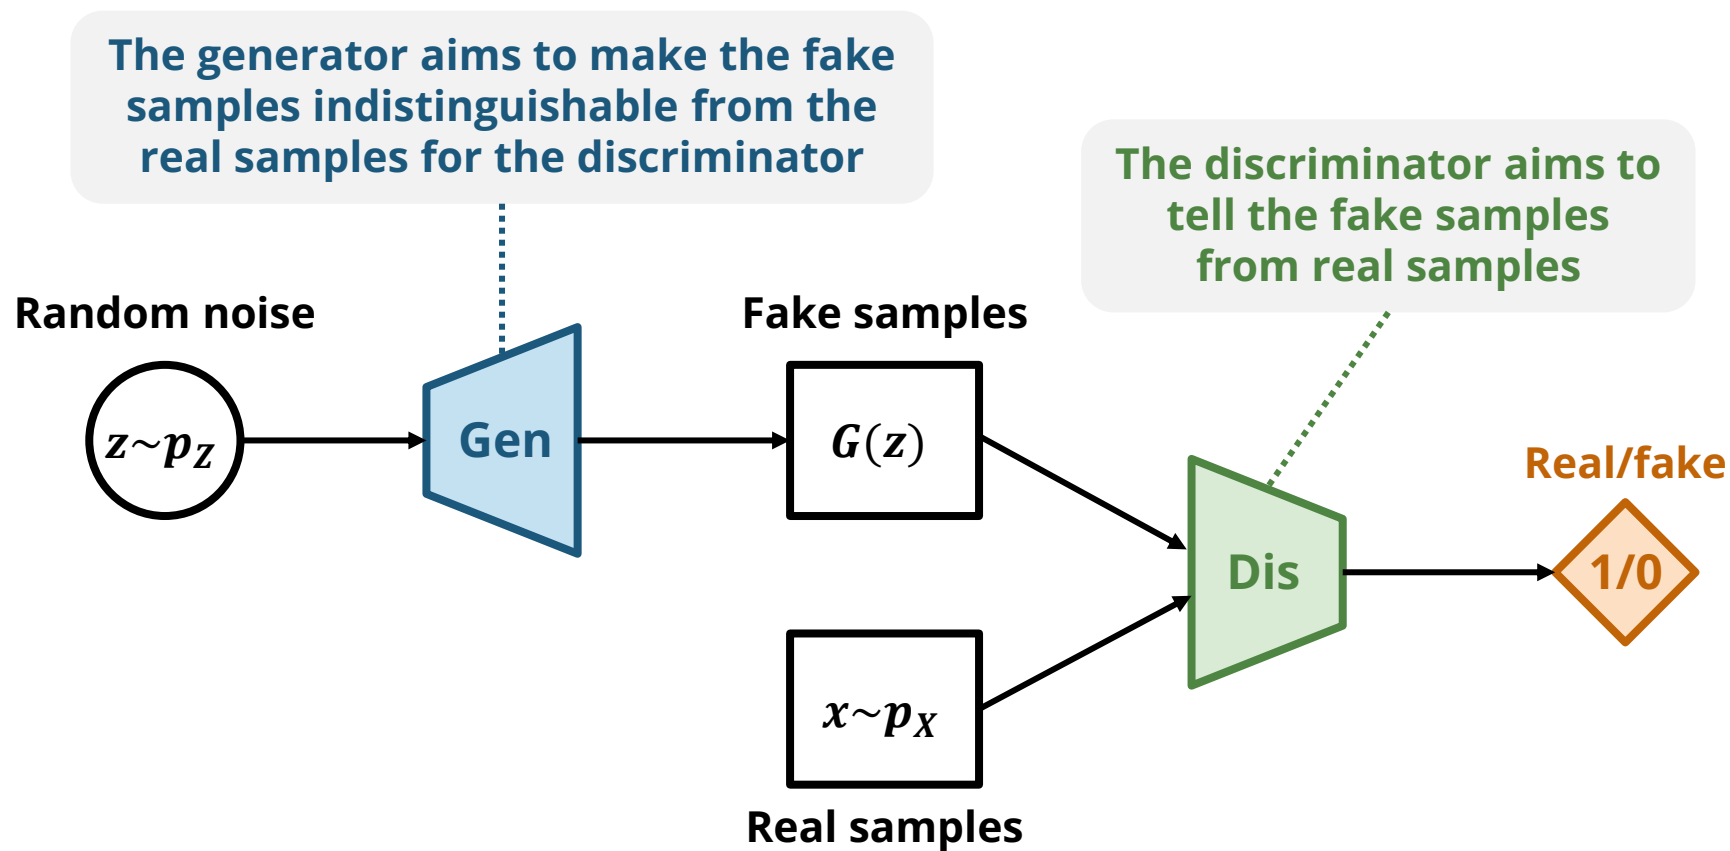 The generator aims to make the fake
samples indistinguishable from the
real samples for the discriminator
The discriminator aims to
tell the fake samples
from real samples
Random noise
z~p_Z
Gen
Fake samples
G(z)
x~p_X
Real samples
Dis
Real/fake
1/0